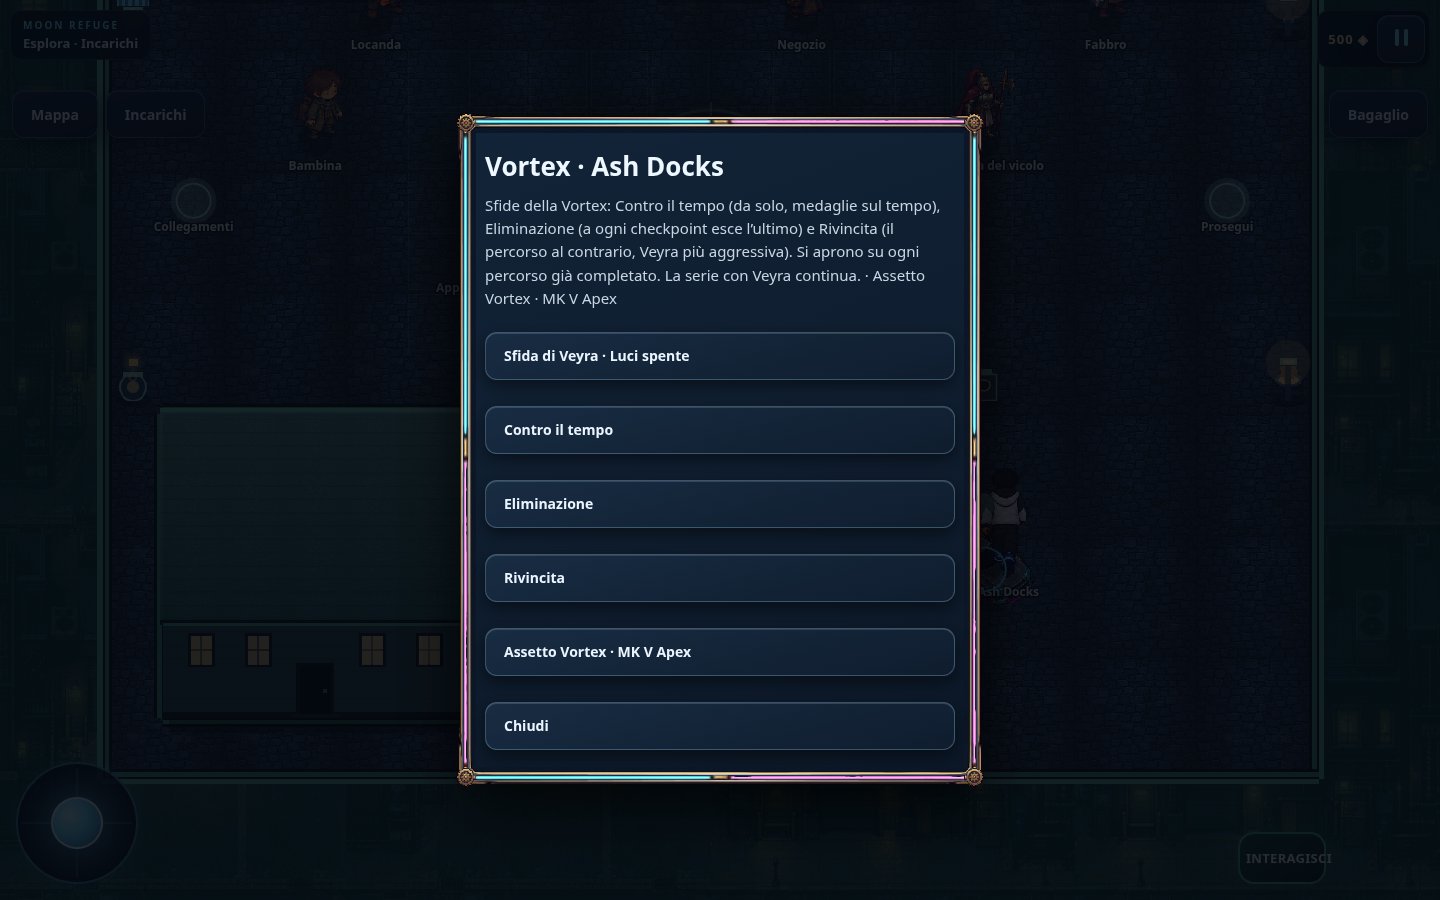 MOON REFUGE
Esplora · Incarichi
Locanda
Negozio
Fabbro
500
Mappa
Incarichi
Bagaglio
Bambina
del vicolo
Collegamenti
Prosegui
Vortex · Ash Docks
Sfide della Vortex: Contro il tempo (da solo, medaglie sul tempo),
Eliminazione (a ogni checkpoint esce l'ultimo) e Rivincita (il
percorso al contrario, Veyra più aggressiva). Si aprono su ogni
percorso già completato. La serie con Veyra continua. · Assetto
Vortex · MK V Apex
Sfida di Veyra · Luci spente
Contro il tempo
Eliminazione
Rivincita
Ash Docks
Assetto Vortex · MK V Apex
Chiudi
INTERAGISCI